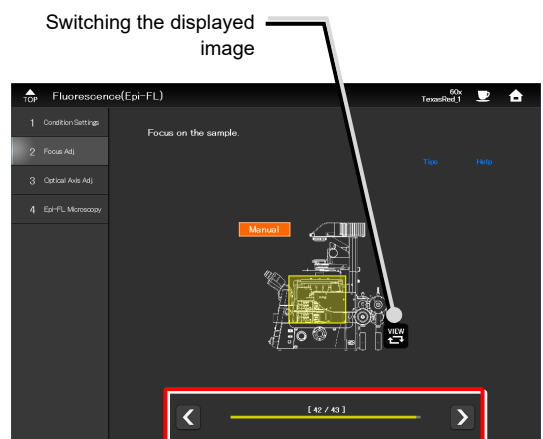 Switching the displayed
image
TOP
Fluorescence(Epi-FL)
60x
TexasRed_1
1 Condition Settings
2 Focus Adj.
3 Optical Axis Adj.
4 Epi-FL Microscopy
Focus on the sample.
Tips
Help
Manual
VIEW
[ 42 / 43 ]